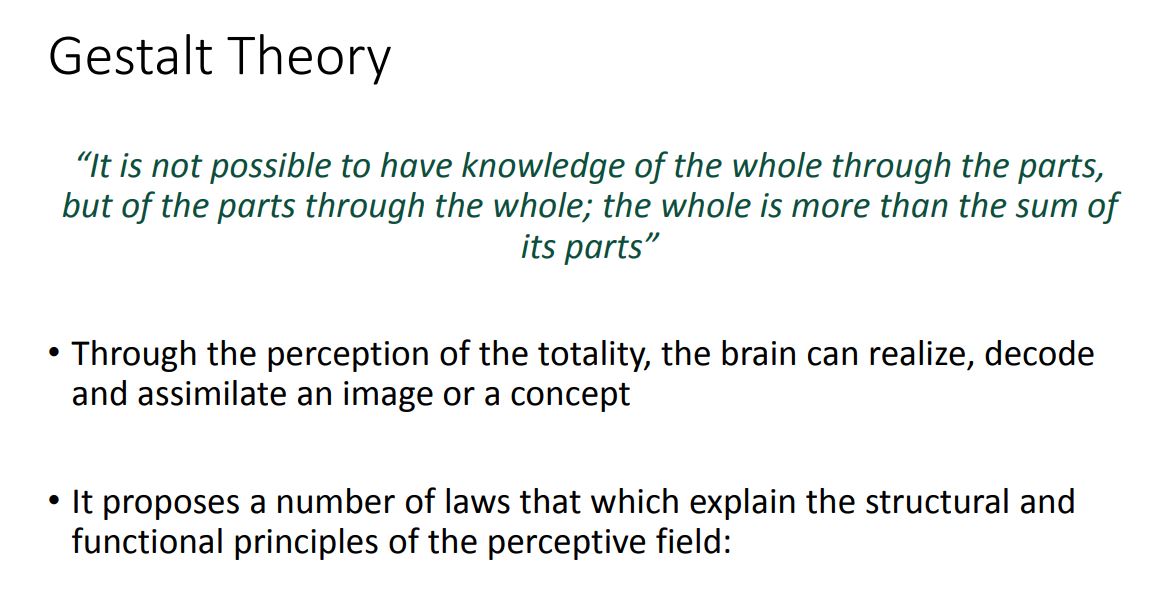 Gestalt Theory
“It is not possible to have knowledge of the whole through the parts,
but of the parts through the whole; the whole is more than the sum of
its parts”
• Through the perception of the totality, the brain can realize, decode
and assimilate an image or a concept
• It proposes a number of laws that which explain the structural and
functional principles of the perceptive field: